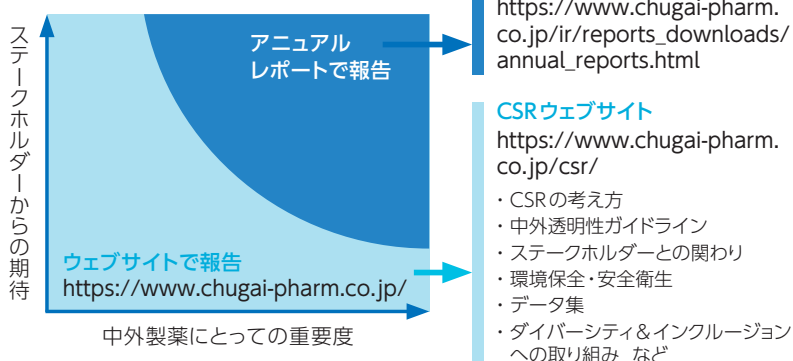 ステークホルダーからの期待
アニュアル
レポートで報告
ウェブサイトで報告
https://www.chugai-pharm.co.jp/
中外製薬にとっての重要度
https://www.chugai-pharm.
co.jp/ir/reports_downloads/
annual_reports.html
CSRウェブサイト
https://www.chugai-pharm.
co.jp/csr/
・CSRの考え方
・中外透明性ガイドライン
・ステークホルダーとの関わり
・環境保全・安全衛生
・データ集
・ダイバーシティ＆インクルージョン
への取り組み など